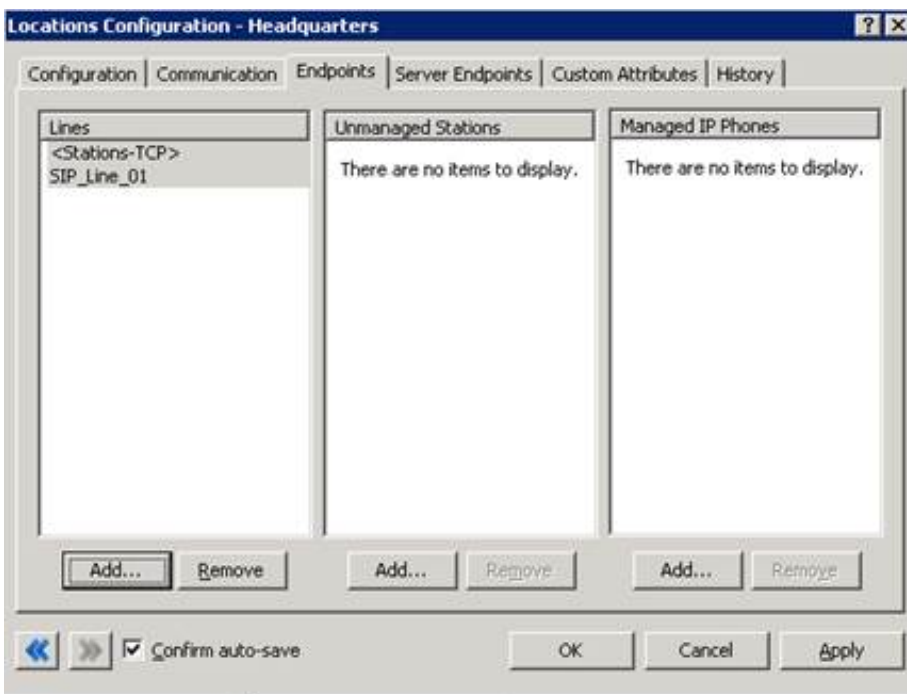 Locations Configuration - Headquarters
? X
Configuration Communication Endpoints Server Endpoints Custom Attributes History
Lines
<Stations-TCP>
SIP_Line_01
Unmanaged Stations
There are no items to display.
Managed IP Phones
There are no items to display.
Add... Remove
Add... Remove
Add... Remove
Confirm auto-save
OK Cancel Apply